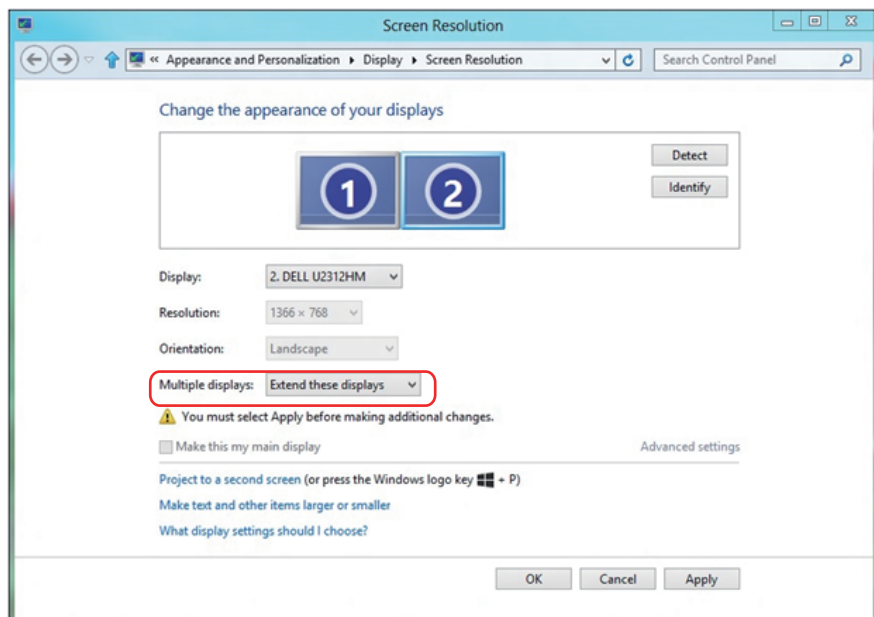 Screen Resolution
« Appearance and Personalization ▸ Display ▸ Screen Resolution
Search Control Panel
Change the appearance of your displays
1 2
Detect
Identify
Display: 2. DELL U2312HM
Resolution: 1366 × 768
Orientation: Landscape
Multiple displays: Extend these displays
You must select Apply before making additional changes.
Make this my main display
Advanced settings
Project to a second screen (or press the Windows logo key + P)
Make text and other items larger or smaller
What display settings should I choose?
OK Cancel Apply